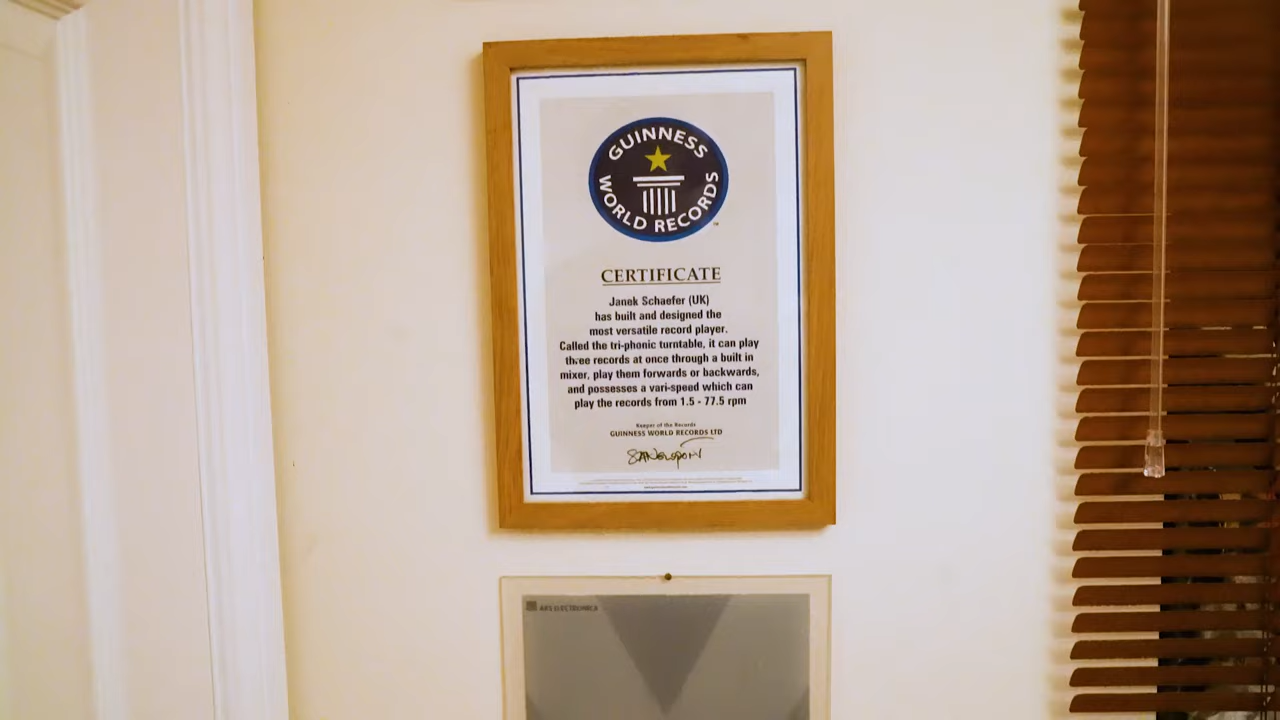 GUINNESS
WORLD RECORDS
TM
CERTIFICATE
Janek Schaefer (UK)
has built and designed the
most versatile record player.
Called the tri-phonic turntable, it can play
three records at once through a built in
mixer, play them forwards or backwards,
and possesses a vari-speed which can
play the records from 1.5 - 77.5 rpm
Keeper of the Records
GUINNESS WORLD RECORDS LTD
ARS ELECTRONICA